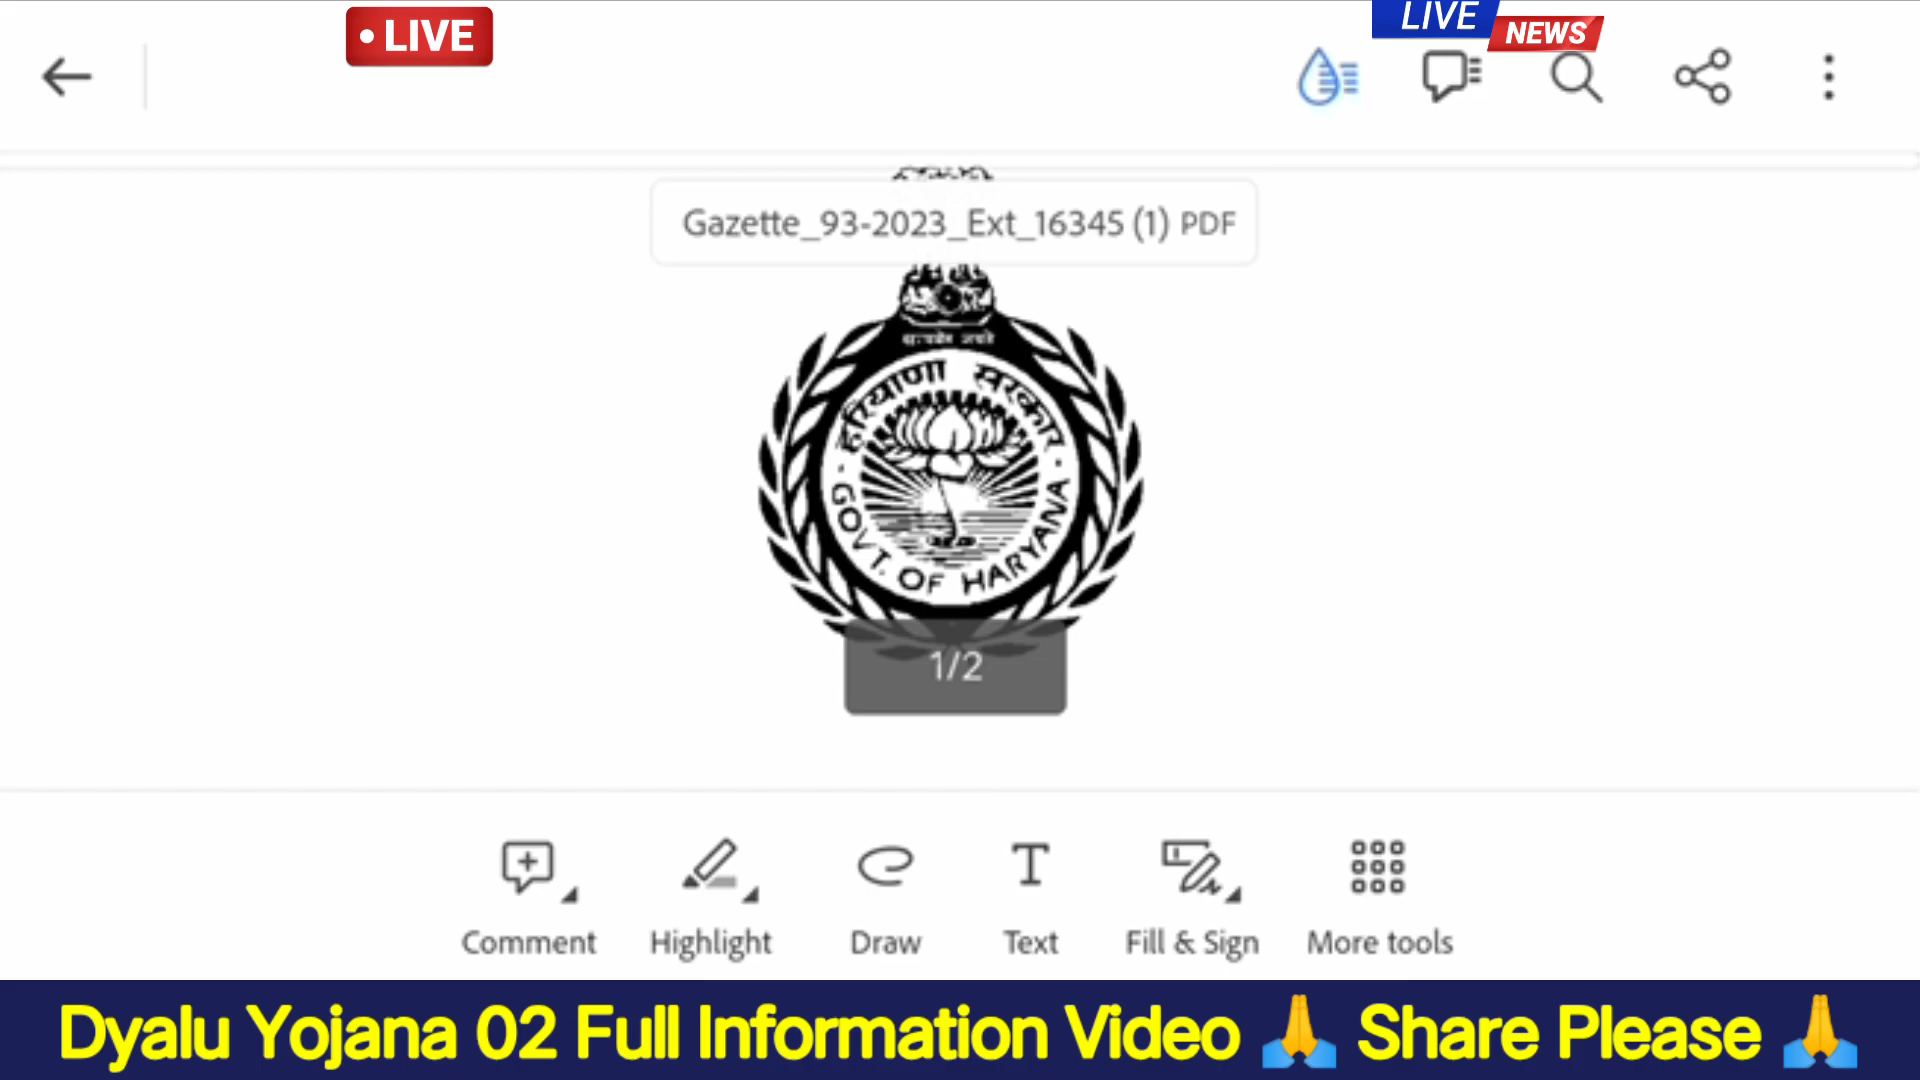 • LIVE
LIVE
NEWS
Gazette_93-2023_Ext_16345 (1) PDF
हरियाणा सरकार
GOVT. OF HARYANA
1/2
Comment
Highlight
Draw
Text
Fill & Sign
More tools
Dyalu Yojana 02 Full Information Video 🙏 Share Please 🙏